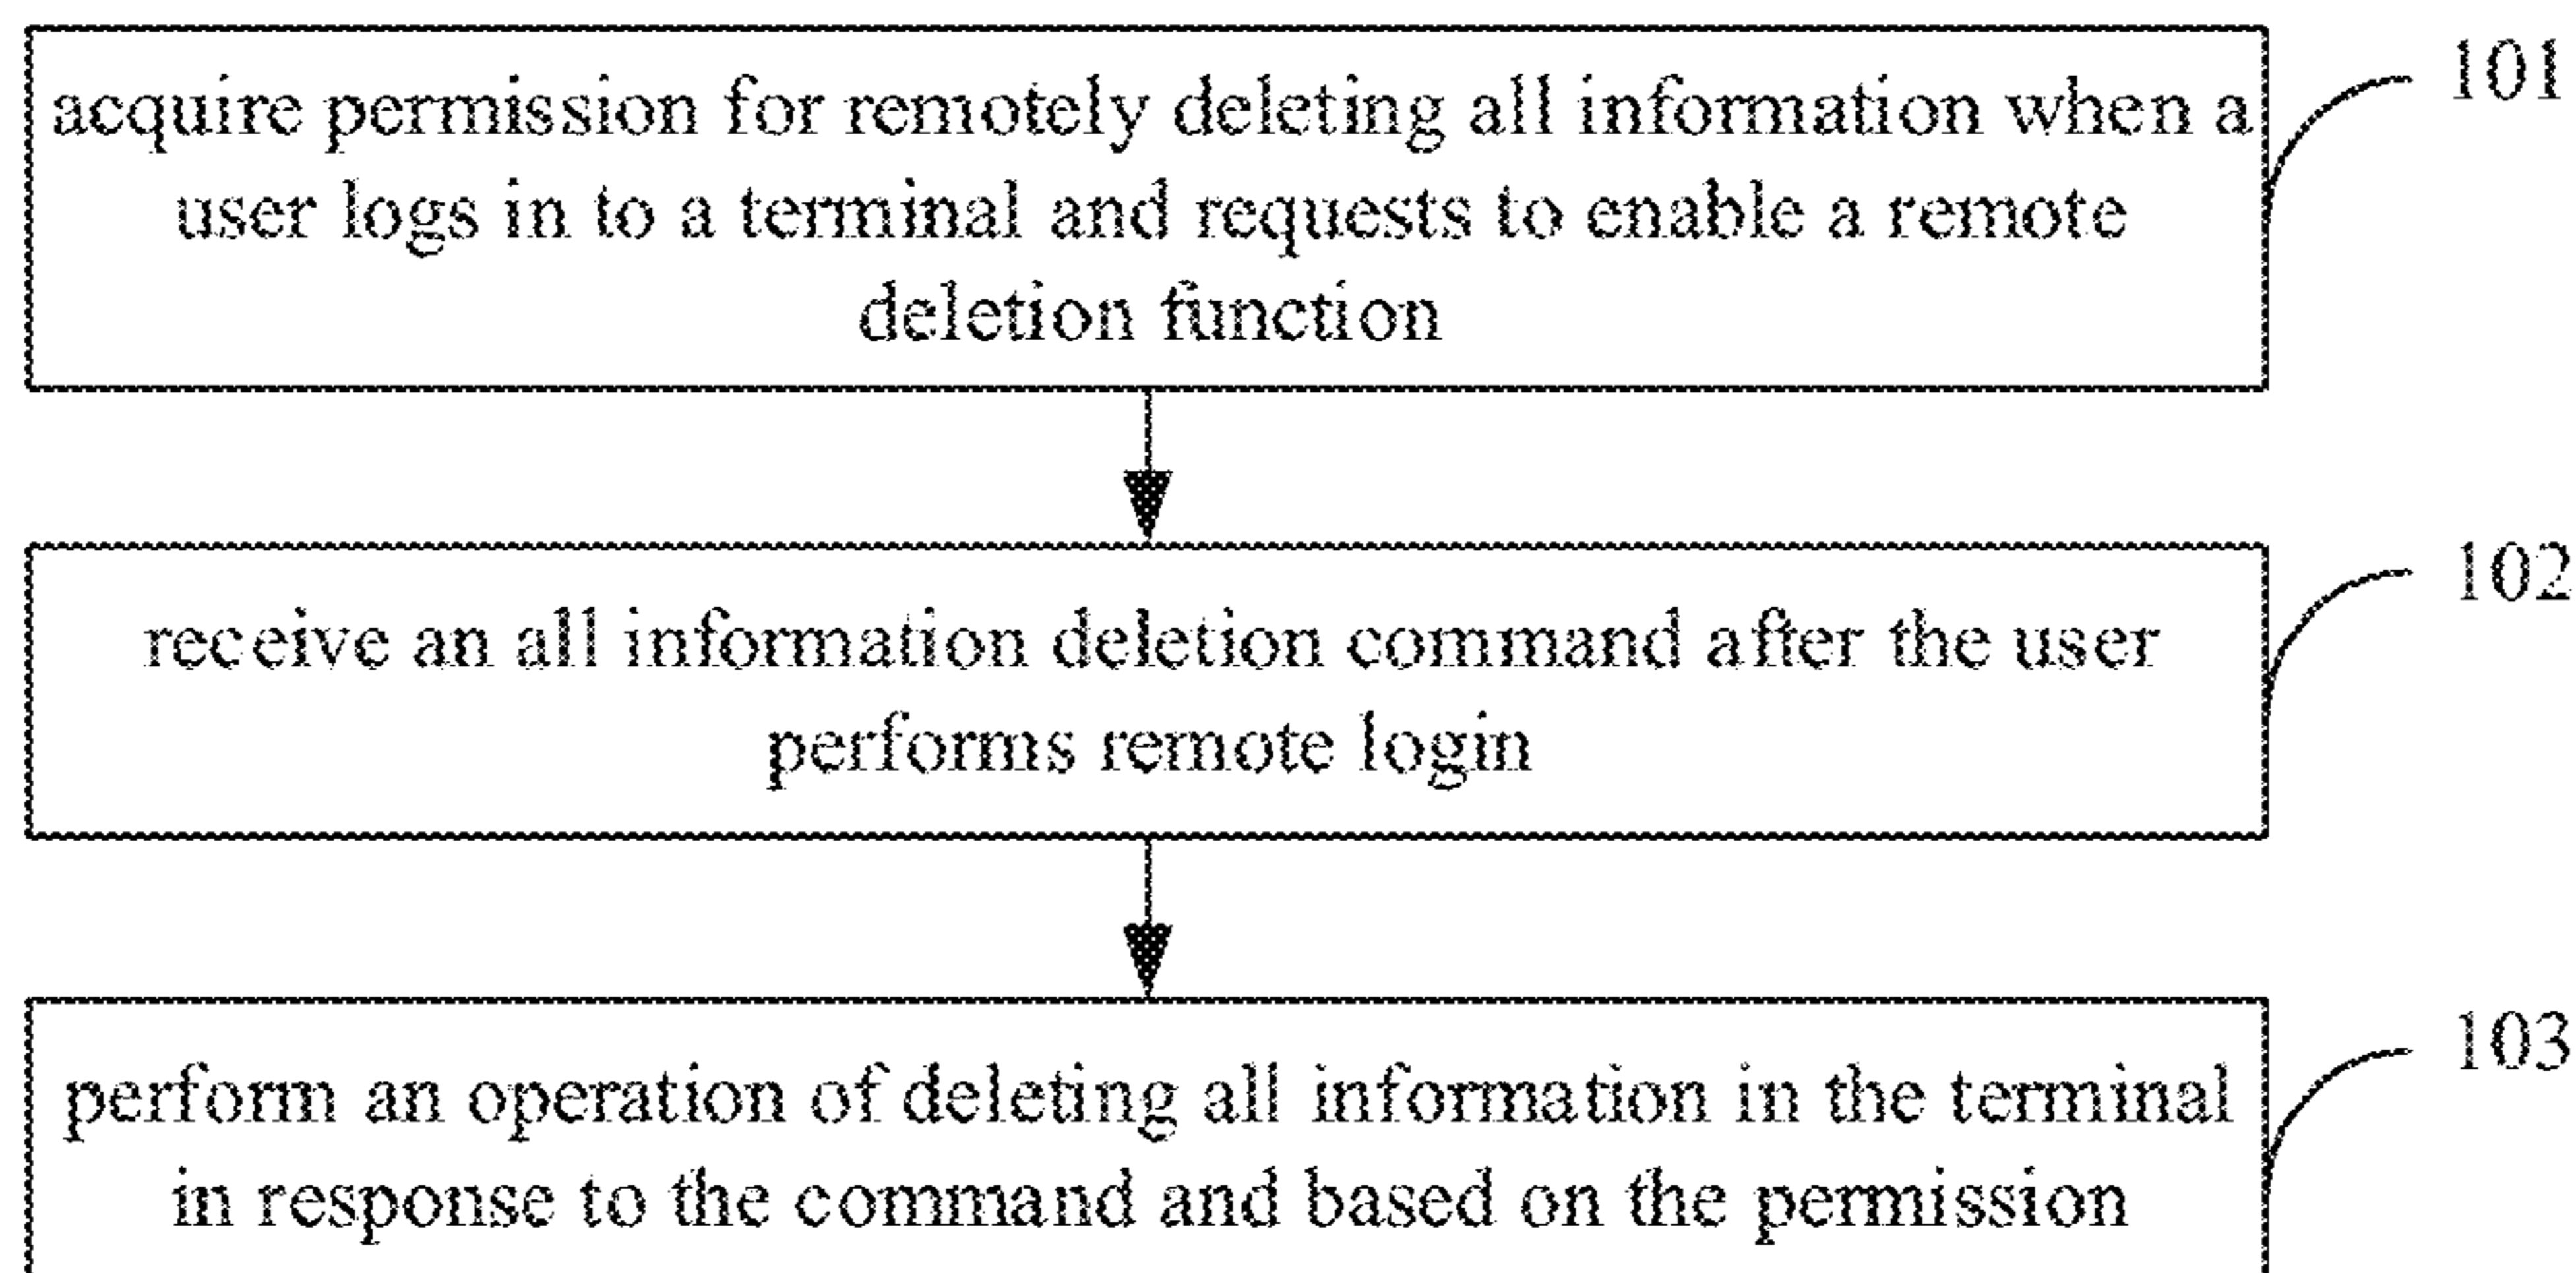 acquire permission for remotely deleting all information when a
user logs in to a terminal and requests to enable a remote
deletion function
101
receive an all information deletion command after the user
performs remote login
102
perform an operation of deleting all information in the terminal
in response to the command and based on the permission
103